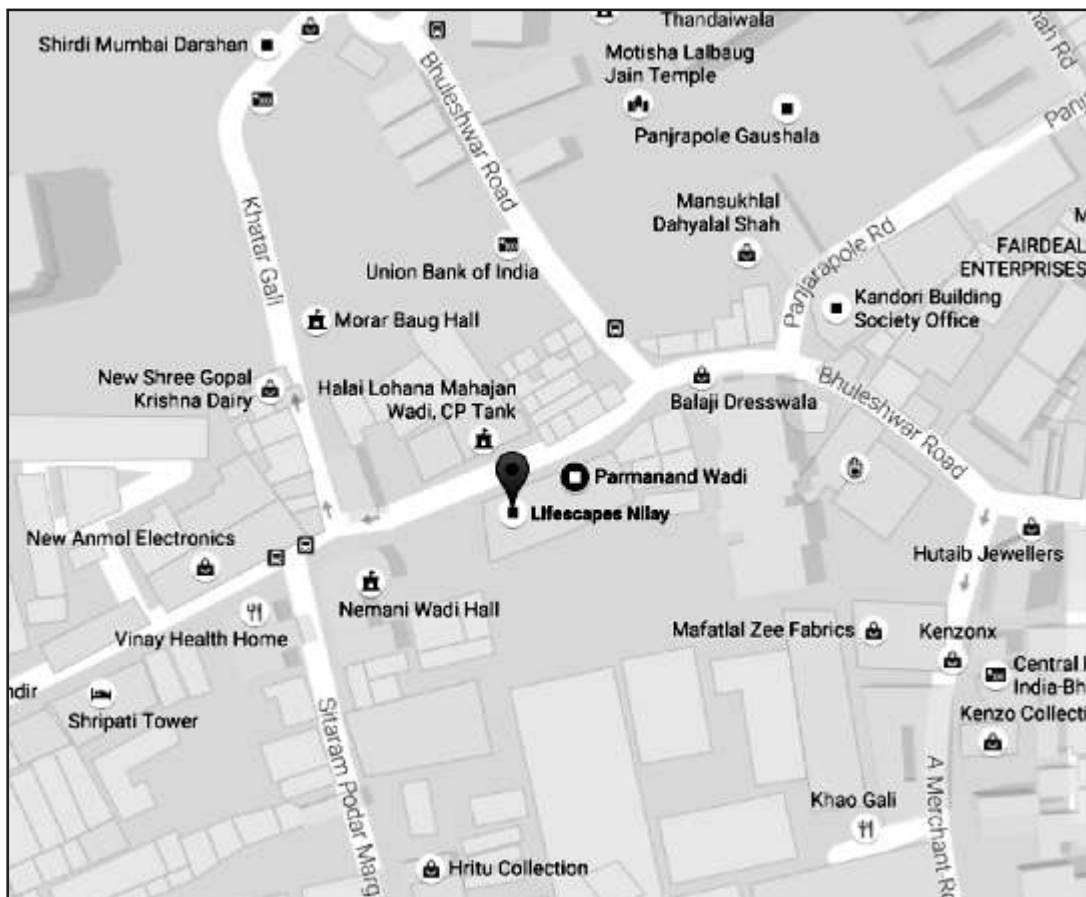 Thandaiwala
Shirdi Mumbai Darshan
Motisha Lalbaug
Jain Temple
Bhuleshwar Road
Panjrapole Gaushala
Mansukhlal
Dahyalal Shah
Khatar Gali
Union Bank of India
Panjarapole Rd
FAIRDEAL
ENTERPRISES
Kandori Building
Society Office
Morar Baug Hall
New Shree Gopal
Krishna Dairy
Halai Lohana Mahajan
Wadi, CP Tank
Balaji Dresswala
Bhuleshwar Road
Parmanand Wadi
Lifescapes Nilay
New Anmol Electronics
Hutaib Jewellers
Nemani Wadi Hall
Vinay Health Home
Mafatlal Zee Fabrics
Kenzonx
Central
India-Bh
Shripati Tower
Kenzo Collecti
Sitaram Podar Marg
A Merchant Rd
Khao Gali
Hritu Collection